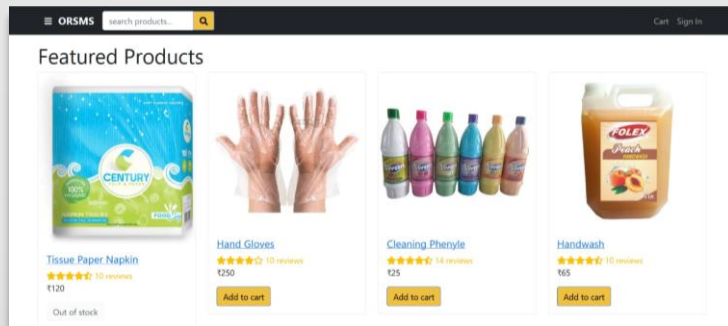 ORSMS
search products...
Cart Sign In
Featured Products
CENTURY
100%
FOLEX
Peach
HANDWASH
Tissue Paper Napkin
10 reviews
₹120
Out of stock
Hand Gloves
10 reviews
₹250
Add to cart
Cleaning Phenyle
14 reviews
₹25
Add to cart
Handwash
10 reviews
₹65
Add to cart